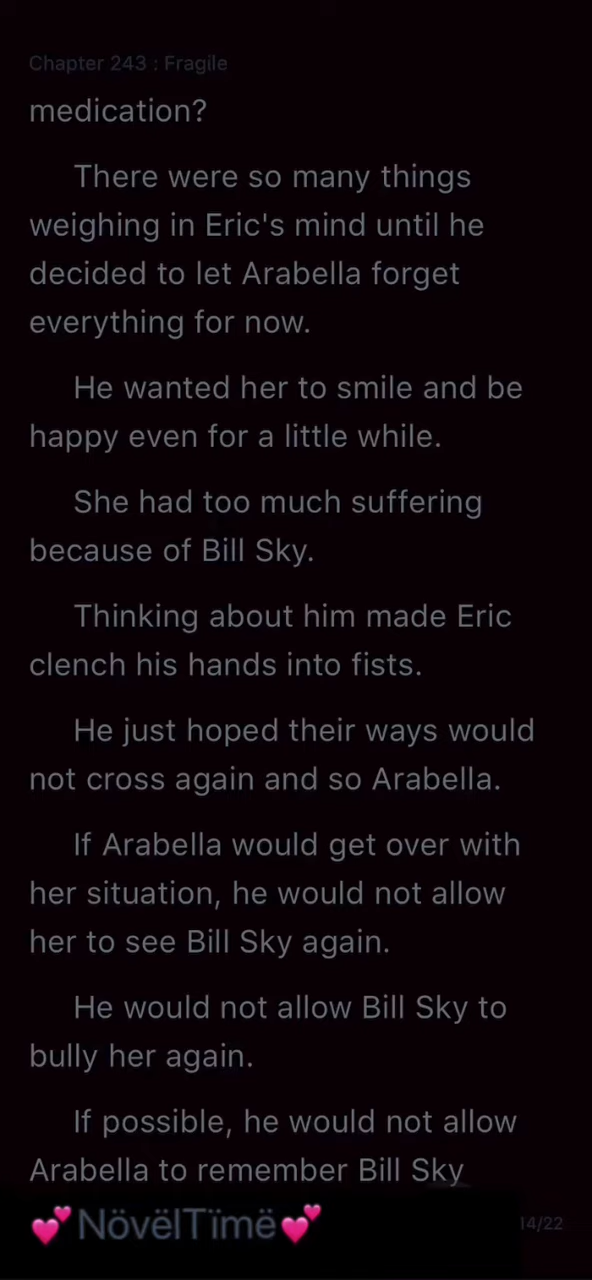 Chapter 243 : Fragile
medication?
There were so many things
weighing in Eric's mind until he
decided to let Arabella forget
everything for now.
He wanted her to smile and be
happy even for a little while.
She had too much suffering
because of Bill Sky.
Thinking about him made Eric
clench his hands into fists.
He just hoped their ways would
not cross again and so Arabella.
If Arabella would get over with
her situation, he would not allow
her to see Bill Sky again.
He would not allow Bill Sky to
bully her again.
If possible, he would not allow
Arabella to remember Bill Sky
💕NövëlTïmë💕
14/22